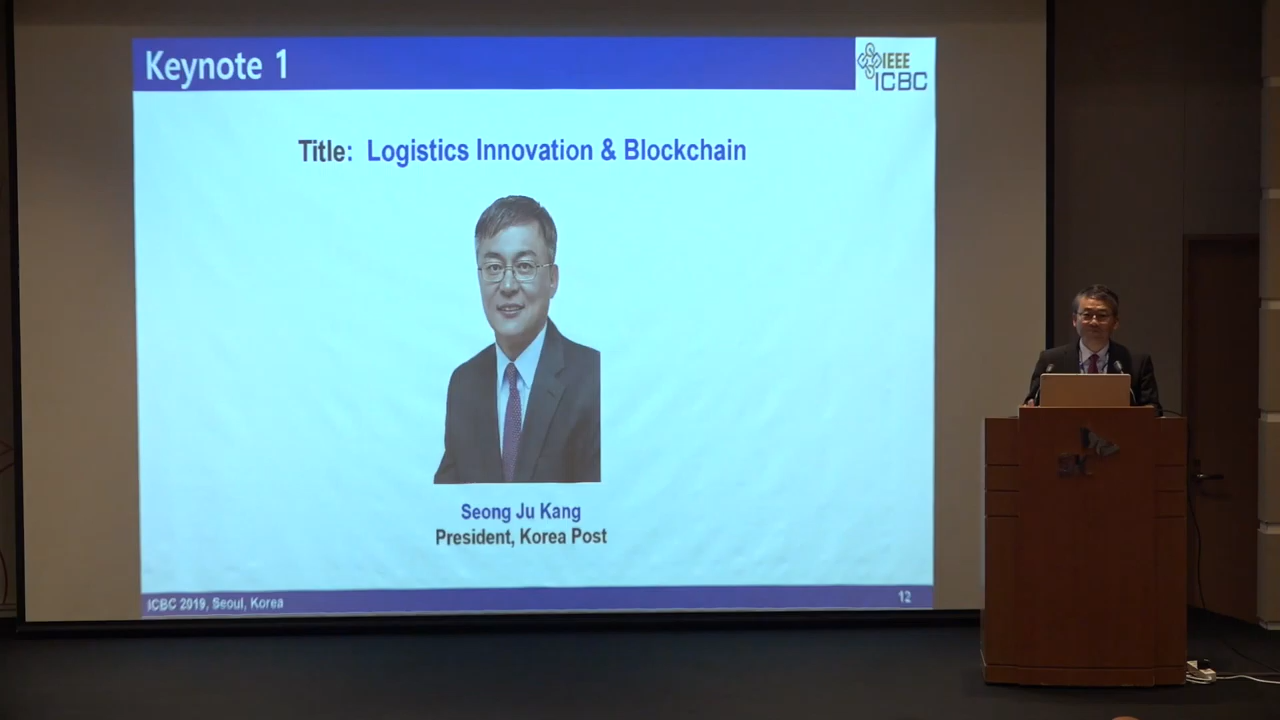 Keynote 1
IEEE
ICBC
Title: Logistics Innovation & Blockchain
Seong Ju Kang
President, Korea Post
ICBC 2019, Seoul, Korea
12
SK